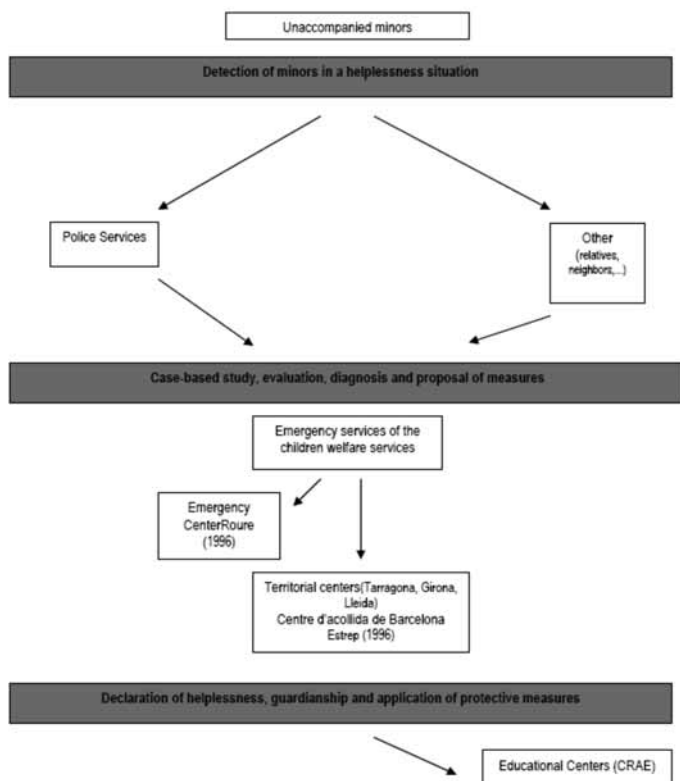 Unaccompanied minors
Detection of minors in a helplessness situation
Police Services
Other
(relatives,
neighbors,...)
Case-based study, evaluation, diagnosis and proposal of measures
Emergency services of the
children welfare services
Emergency
CenterRoure
(1996)
Territorial centers(Tarragona, Girona,
Lleida)
Centre d'acollida de Barcelona
Estrep (1996)
Declaration of helplessness, guardianship and application of protective measures
Educational Centers (CRAE)